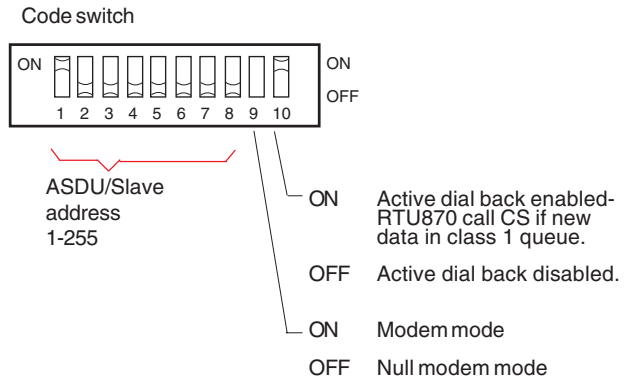 Code switch
ON ON
OFF
1 2 3 4 5 6 7 8 9 10
ASDU/Slave
address
1-255
ON Active dial back enabled-
RTU870 call CS if new
data in class 1 queue.
OFF Active dial back disabled.
ON Modem mode
OFF Null modem mode